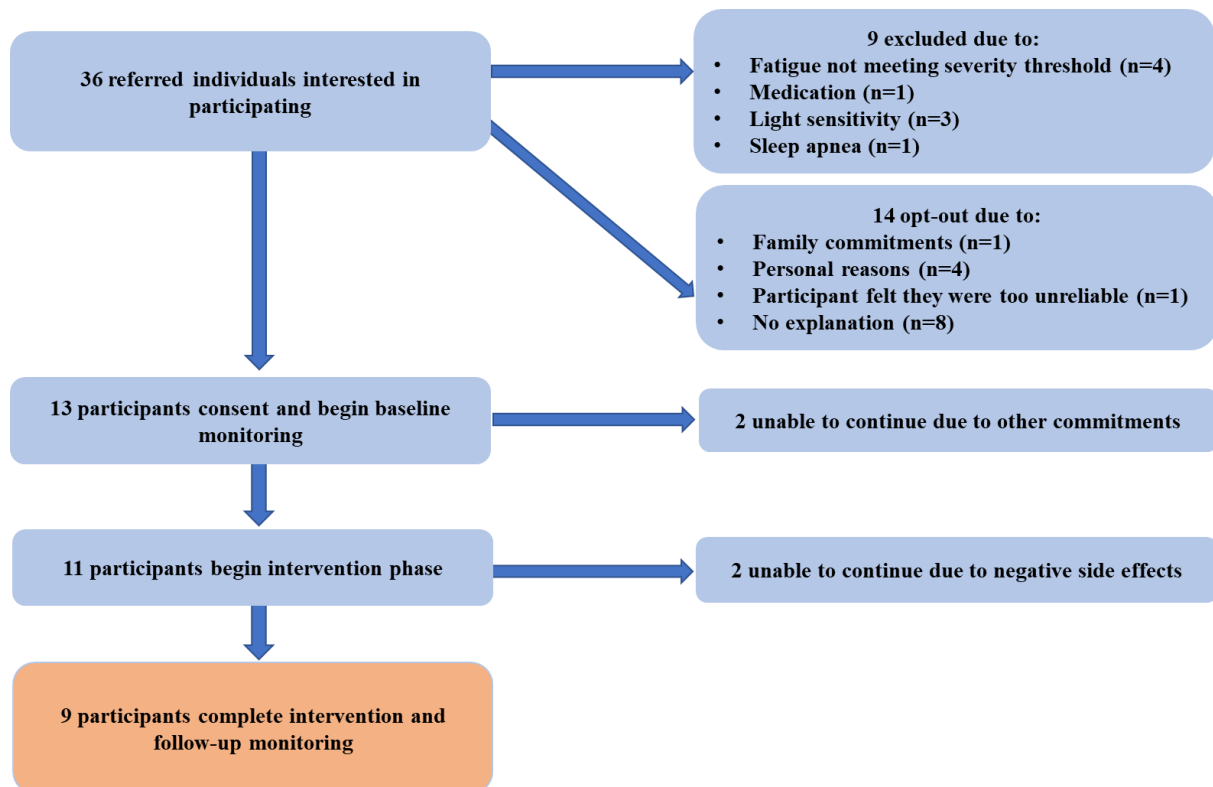 36 referred individuals interested in
participating
9 excluded due to:
• Fatigue not meeting severity threshold (n=4)
• Medication (n=1)
• Light sensitivity (n=3)
• Sleep apnea (n=1)
14 opt-out due to:
• Family commitments (n=1)
• Personal reasons (n=4)
• Participant felt they were too unreliable (n=1)
• No explanation (n=8)
13 participants consent and begin baseline
monitoring
2 unable to continue due to other commitments
11 participants begin intervention phase
2 unable to continue due to negative side effects
9 participants complete intervention and
follow-up monitoring